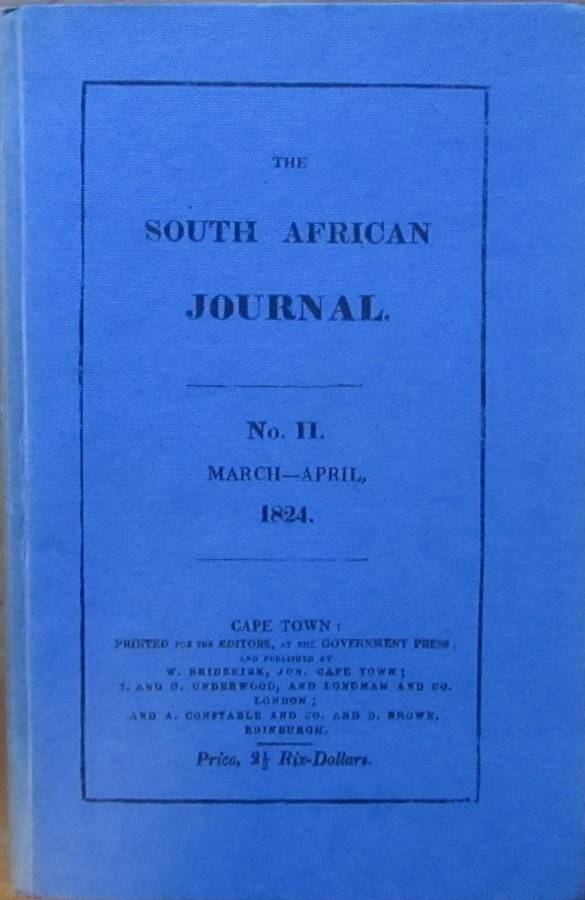 THE
SOUTH AFRICAN
JOURNAL.
No. II.
MARCH—APRIL,
1824.
CAPE TOWN:
PRINTED FOR THE EDITORS, AT THE GOVERNMENT PRESS;
AND PUBLISHED BY
W. BRIDEKIRK, JUN. CAPE TOWN;
T. AND G. UNDERWOOD, AND LONGMAN AND CO.
LONDON;
AND A. CONSTABLE AND CO. AND D. BROWN,
EDINBURGH.
Price, 2½ Rix-Dollars.